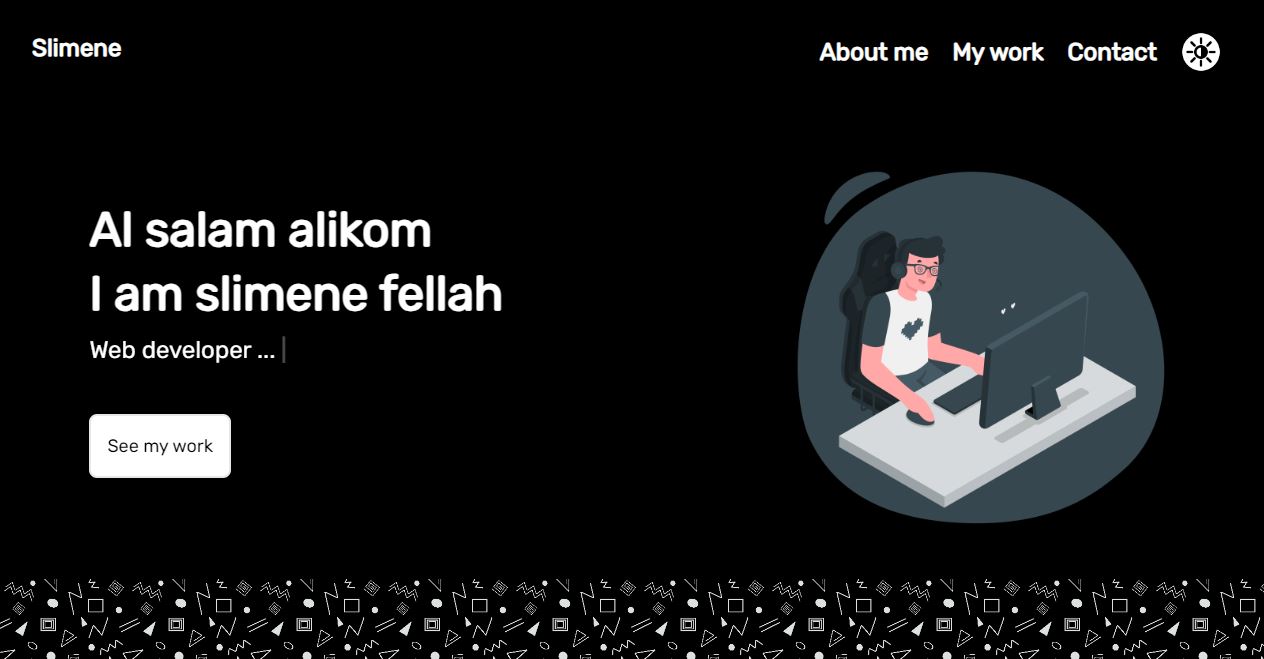 Slimene
About me
My work
Contact
Al salam alikom
I am slimene fellah
Web developer ... |
See my work